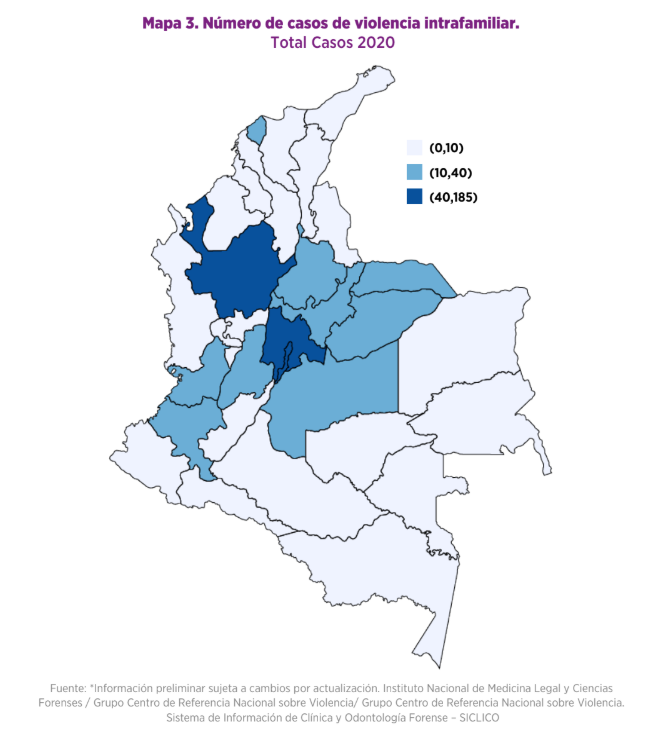 Mapa 3. Número de casos de violencia intrafamiliar.
Total Casos 2020
(0,10)
(10,40)
(40,185)
Fuente: *Información preliminar sujeta a cambios por actualización. Instituto Nacional de Medicina Legal y Ciencias
Forenses / Grupo Centro de Referencia Nacional sobre Violencia/ Grupo Centro de Referencia Nacional sobre Violencia.
Sistema de Información de Clínica y Odontología Forense – SICLICO